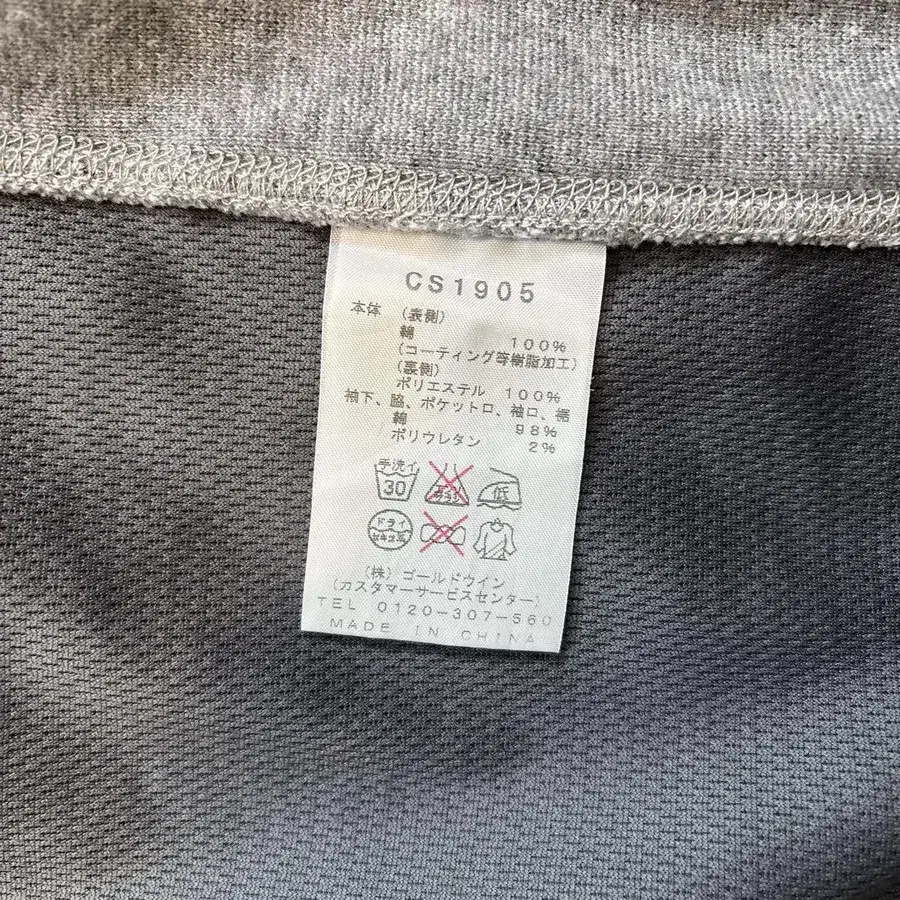 CS1905
本体 (表側)
綿 100%
(コーティング等樹脂加工)
(裏側)
ポリエステル 100%
袖下、脇、ポケット口、袖口、裾
綿 98%
ポリウレタン 2%
手洗イ
30
低
ドライ
セキユ系
(株) ゴールドウイン
(カスタマーサービスセンター)
TEL 0120-307-560
MADE IN CHINA